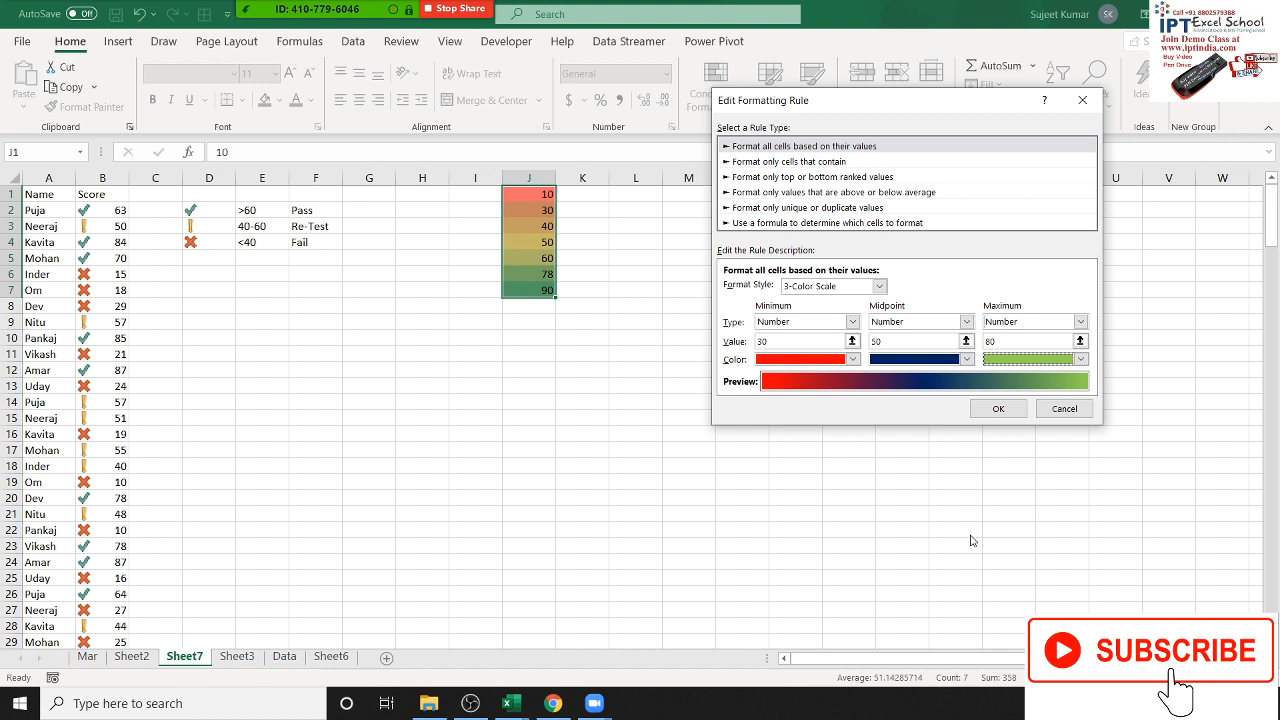 AutoSave Off ID: 410-779-6046 Stop Share Search Sujeet Kumar SK
File Home Insert Draw Page Layout Formulas Data Review View Developer Data Streamer Power Pivot
Cut
Copy
Format Painter
Paste
Clipboard Font Alignment Number
Wrap Text
Merge & Center
General
AutoSum
Fill
Ideas
New Group
Call +91 8802579388
IPT Excel School
Join Demo Class at
www.iptindia.com
Buy Video
Pen Drive
J1 10
A B C D E F G H I J K L M U V W
1 Name Score 10
2 Puja 63 >60 Pass 30
3 Neeraj 50 40-60 Re-Test 40
4 Kavita 84 <40 Fail 50
5 Mohan 70 60
6 Inder 15 78
7 Om 18 90
8 Dev 29
9 Nitu 57
10 Pankaj 85
11 Vikash 21
12 Amar 87
13 Uday 24
14 Puja 57
15 Neeraj 51
16 Kavita 19
17 Mohan 55
18 Inder 40
19 Om 10
20 Dev 78
21 Nitu 48
22 Pankaj 10
23 Vikash 78
24 Amar 87
25 Uday 16
26 Puja 64
27 Neeraj 27
28 Kavita 44
29 Mohan 25
Edit Formatting Rule ?
Select a Rule Type:
► Format all cells based on their values
► Format only cells that contain
► Format only top or bottom ranked values
► Format only values that are above or below average
► Format only unique or duplicate values
► Use a formula to determine which cells to format
Edit the Rule Description:
Format all cells based on their values:
Format Style: 3-Color Scale
Minimum Midpoint Maximum
Type: Number Number Number
Value: 30 50 80
Color:
Preview:
OK Cancel
Mar Sheet2 Sheet7 Sheet3 Data Sheet6
Ready Average: 51.14285714 Count: 7 Sum: 358
SUBSCRIBE
Type here to search